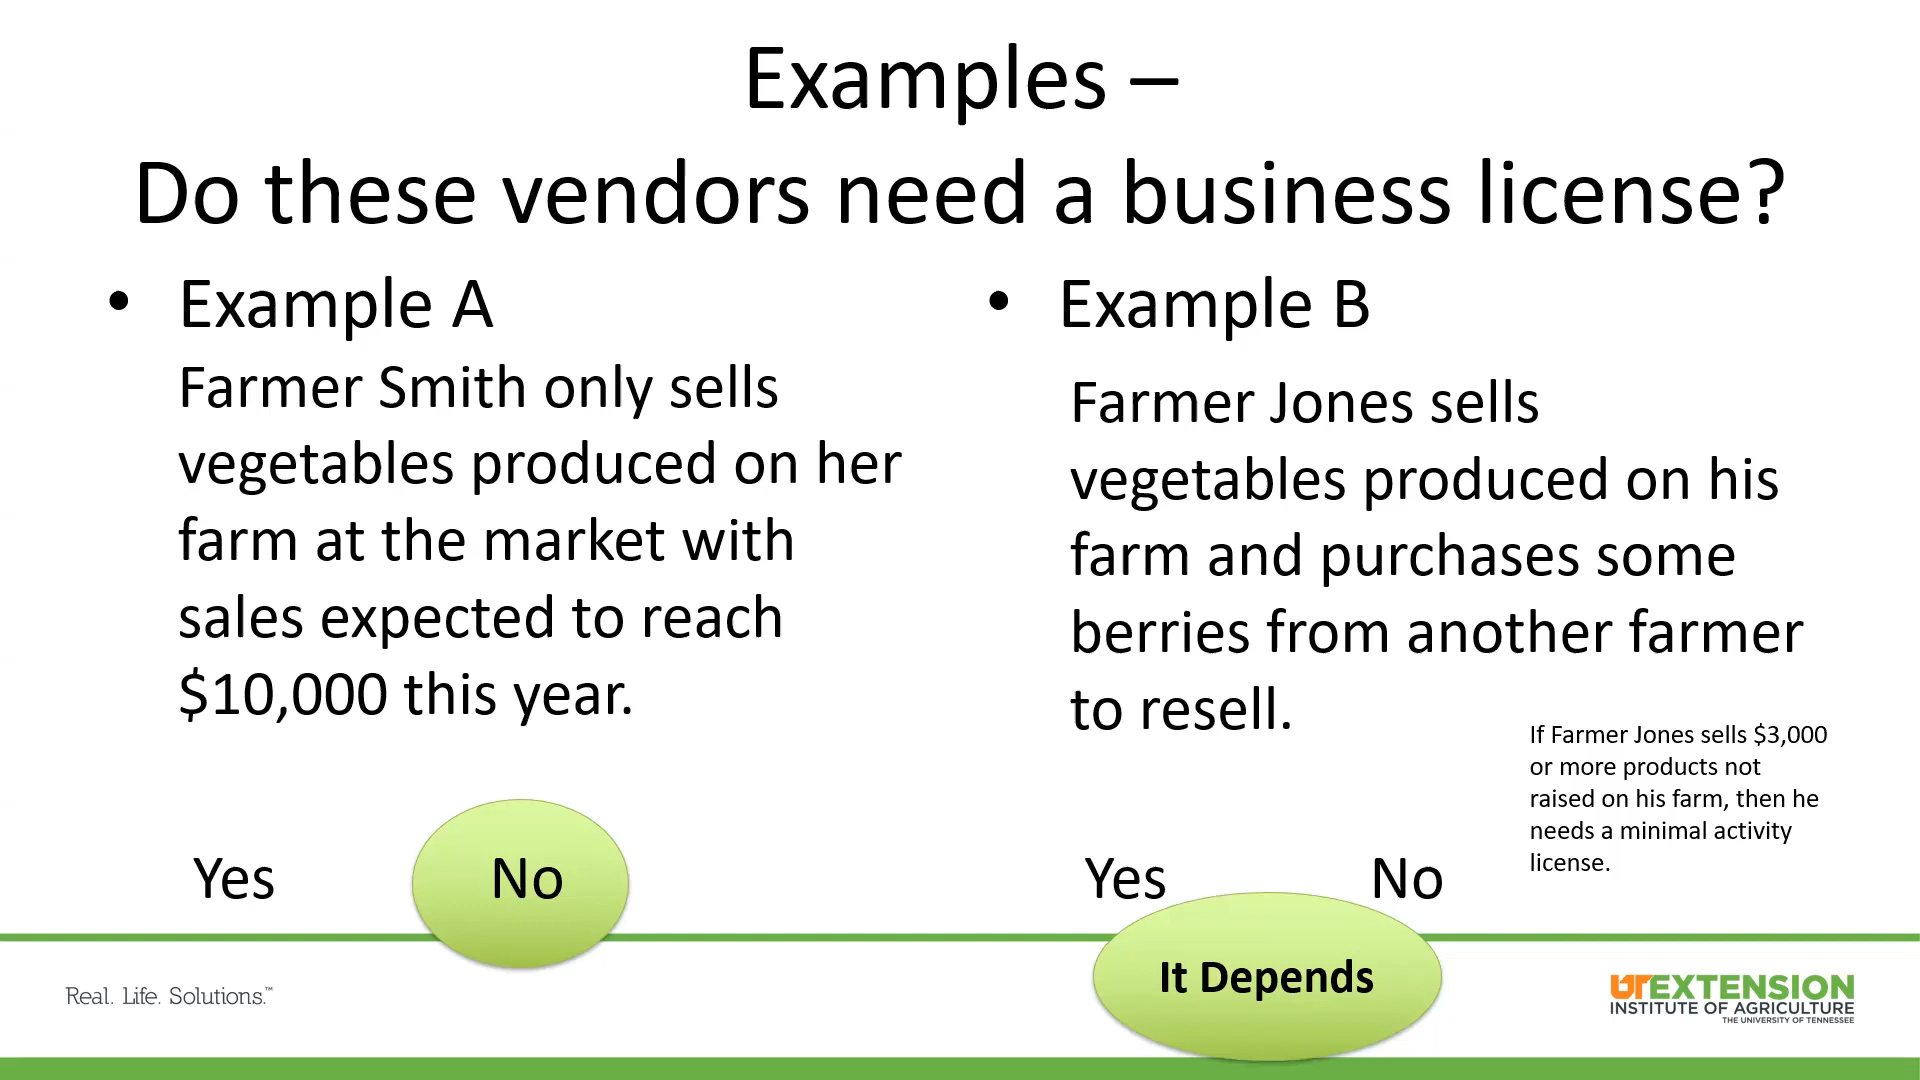 Examples –
Do these vendors need a business license?
• Example A
Farmer Smith only sells
vegetables produced on her
farm at the market with
sales expected to reach
$10,000 this year.
Yes No
• Example B
Farmer Jones sells
vegetables produced on his
farm and purchases some
berries from another farmer
to resell.
If Farmer Jones sells $3,000
or more products not
raised on his farm, then he
needs a minimal activity
license.
Yes No
It Depends
Real. Life. Solutions.™
UT EXTENSION
INSTITUTE OF AGRICULTURE
THE UNIVERSITY OF TENNESSEE